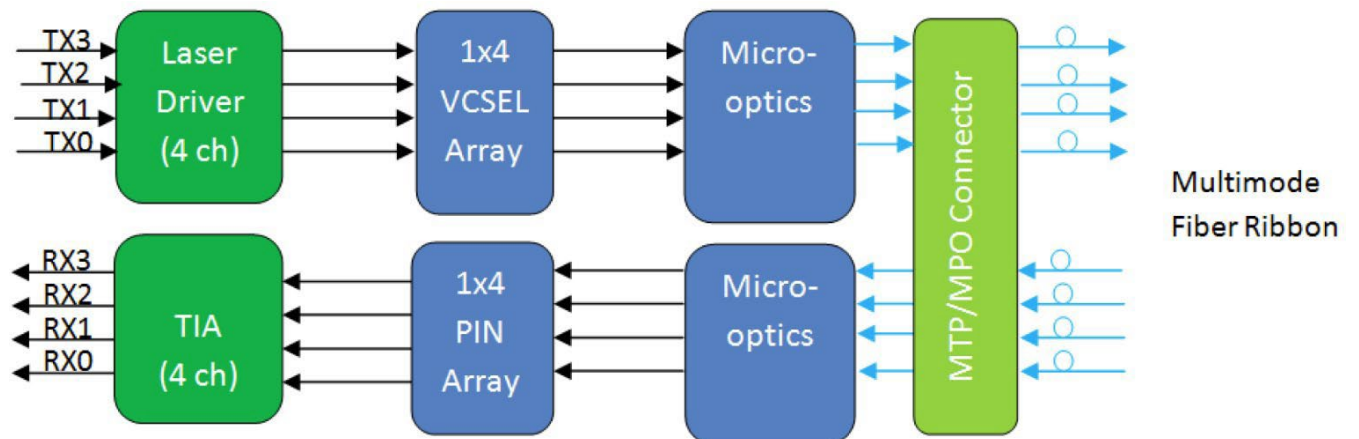 TX3
TX2
TX1
TX0
Laser
Driver
(4 ch)
1x4
VCSEL
Array
Micro-
optics
MTP/MPO Connector
Multimode
Fiber Ribbon
RX3
RX2
RX1
RX0
TIA
(4 ch)
1x4
PIN
Array
Micro-
optics